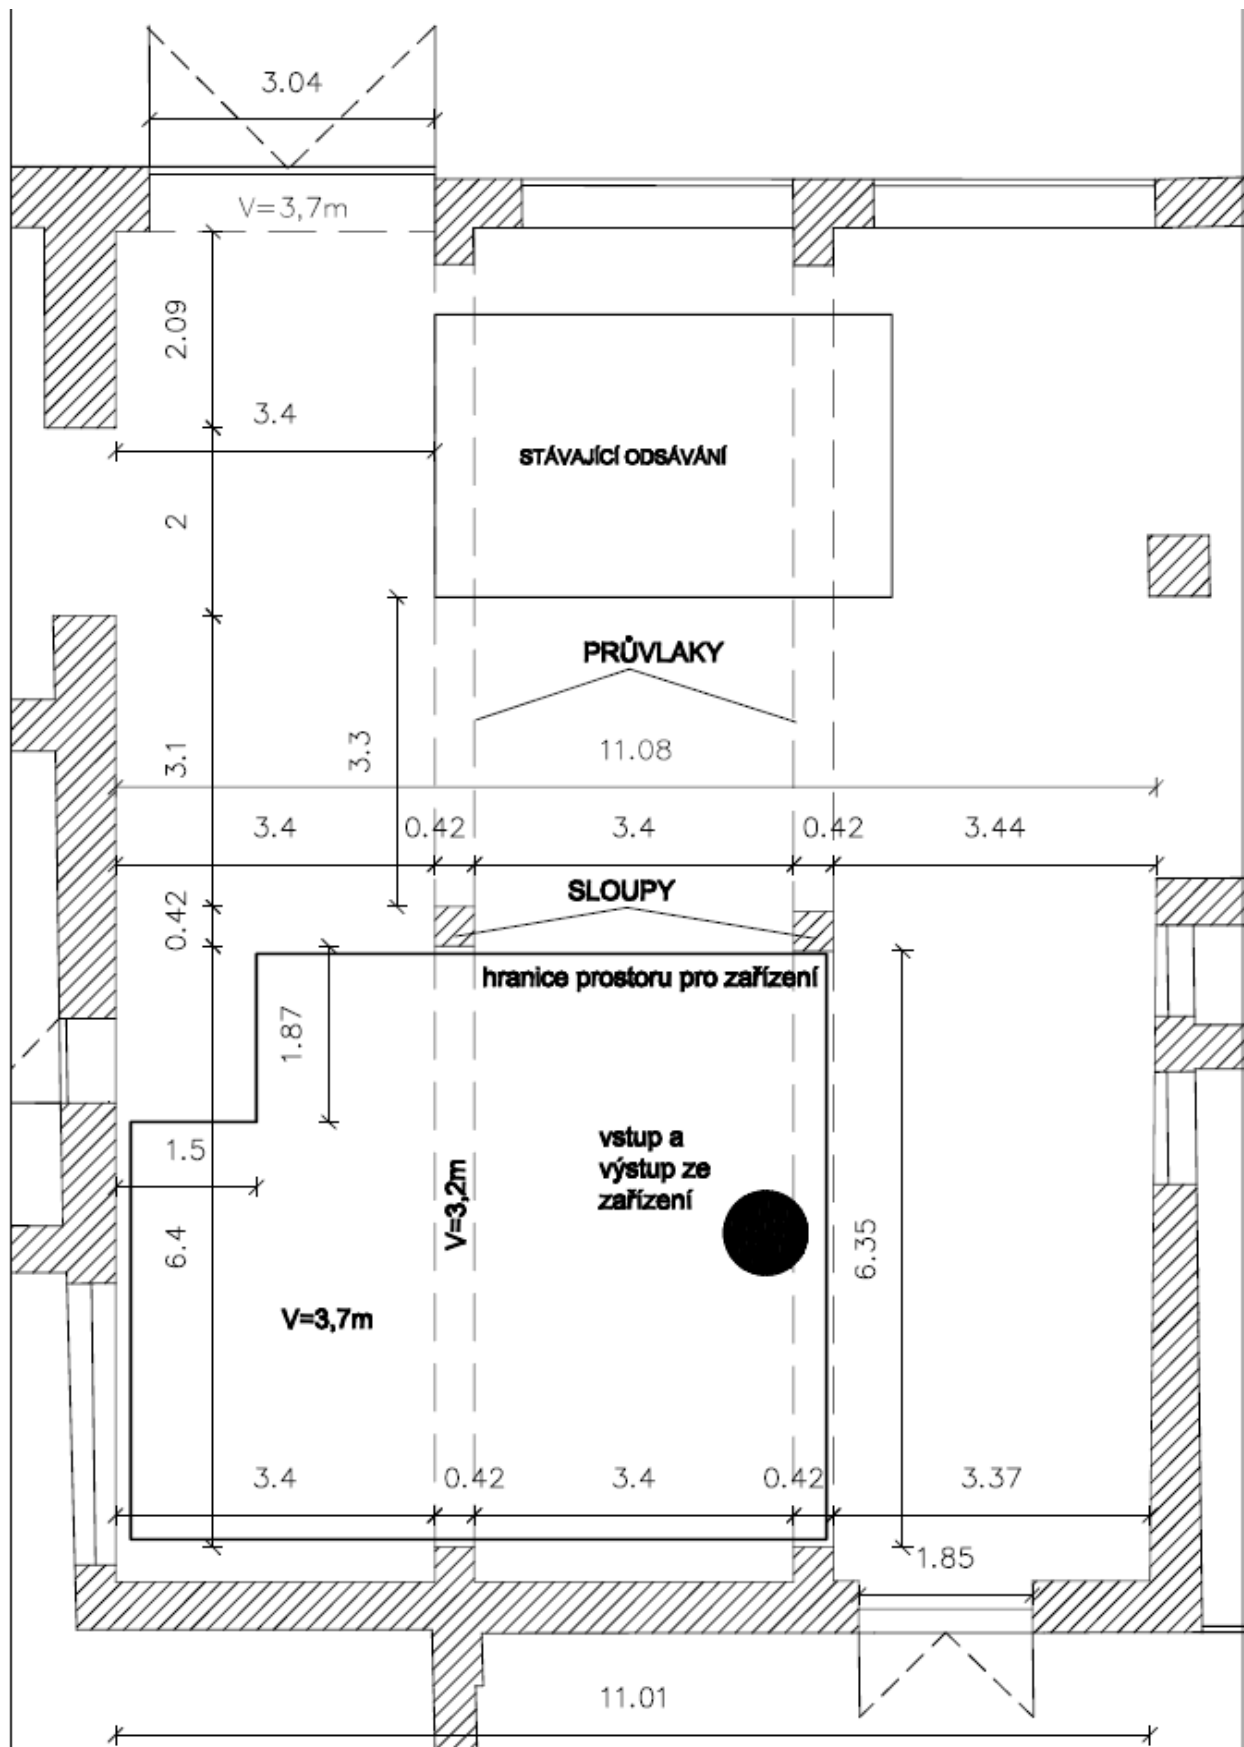 3.04
V=3,7m
2.09
3.4
STÁVAJÍCÍ ODSÁVÁNÍ
2
PRŮVLAKY
3.1
3.3
11.08
3.4
0.42
3.4
0.42
3.44
0.42
SLOUPY
hranice prostoru pro zařízení
1.87
vstup a
výstup ze
zařízení
1.5
V=3,2m
6.4
6.35
V=3,7m
3.4
0.42
3.4
0.42
3.37
1.85
11.01